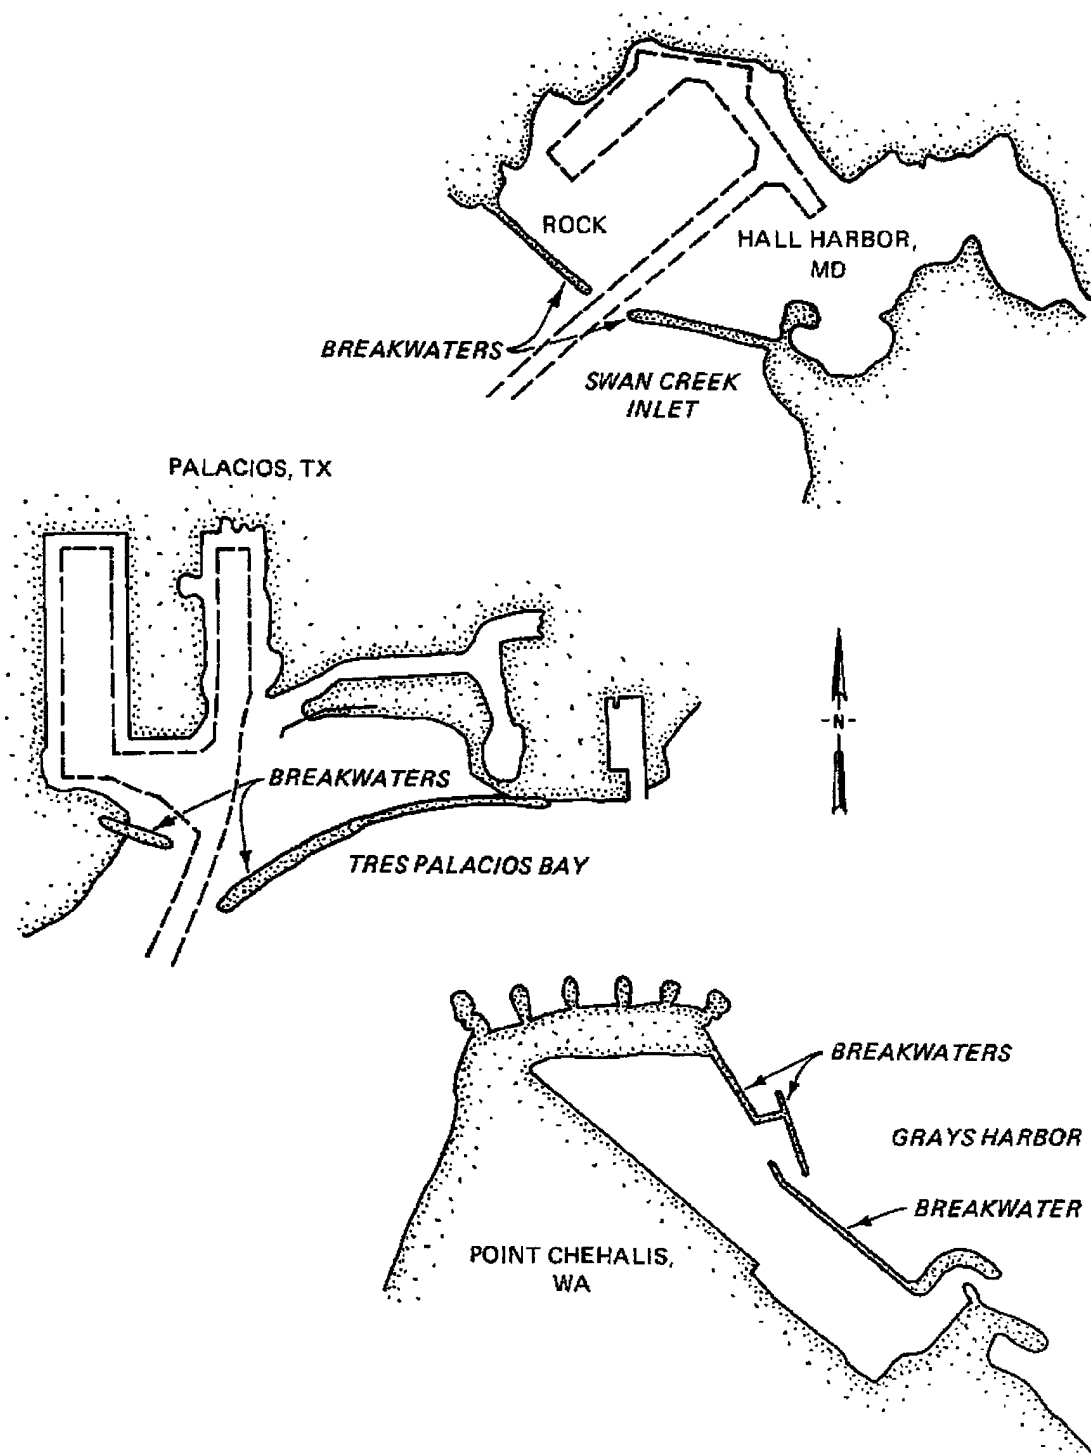 ROCK
HALL HARBOR,
MD
BREAKWATERS
SWAN CREEK
INLET
PALACIOS, TX
-N-
BREAKWATERS
TRES PALACIOS BAY
BREAKWATERS
GRAYS HARBOR
BREAKWATER
POINT CHEHALIS,
WA